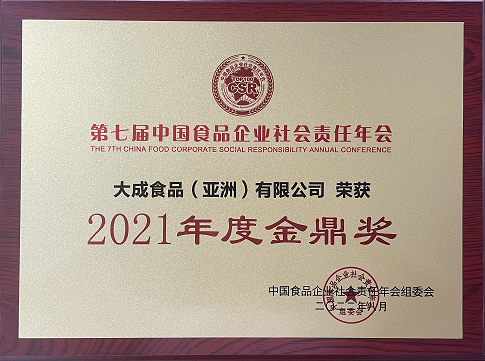 CSR
第七届中国食品企业社会责任年会
THE 7TH CHINA FOOD CORPORATE SOCIAL RESPONSIBILITY ANNUAL CONFERENCE
大成食品（亚洲）有限公司 荣获
2021年度金鼎奖
中国食品企业社会责任年会组委会
八月